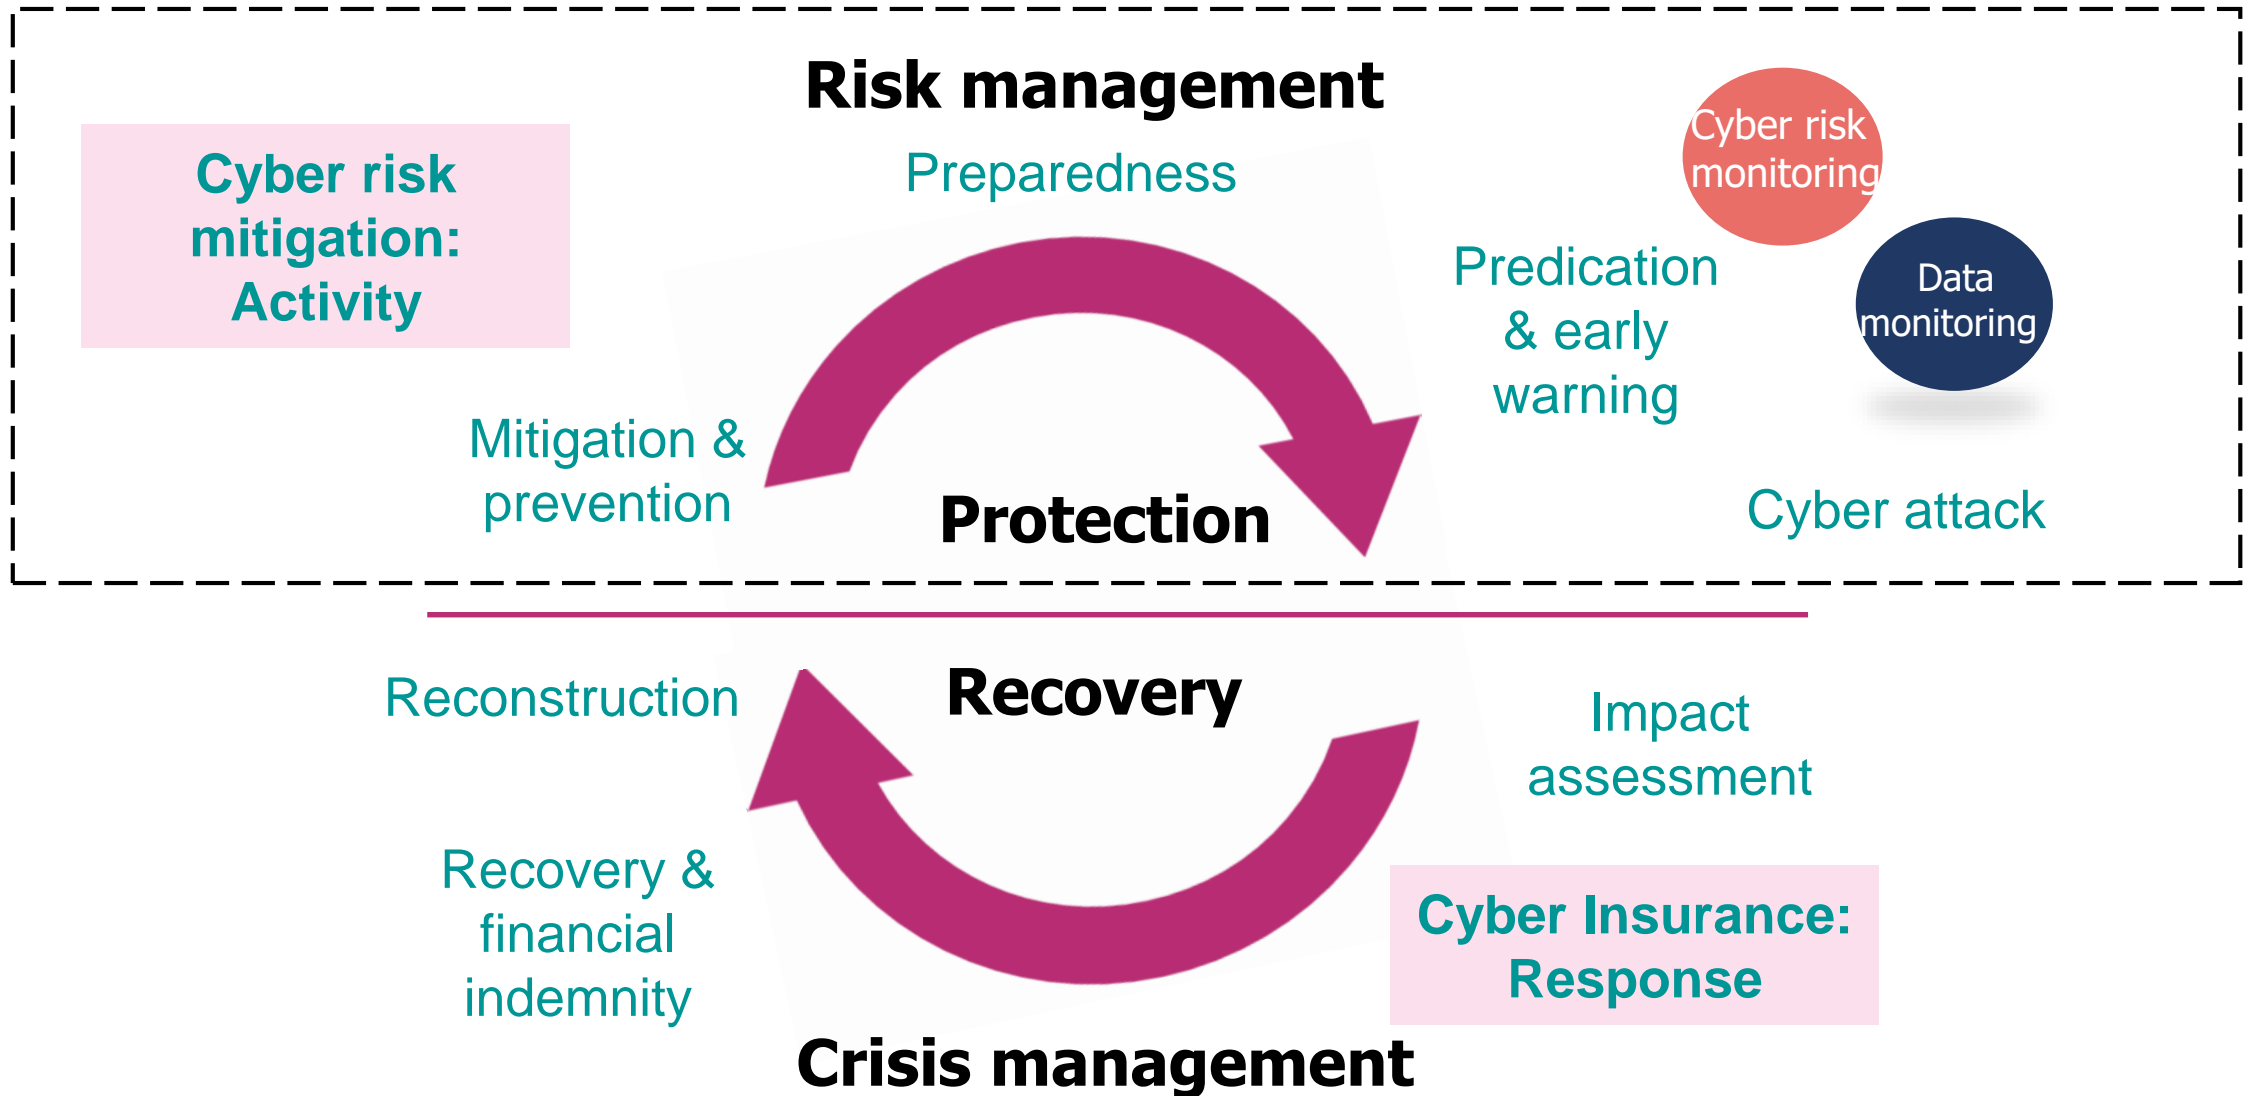 Risk management
Cyber risk
mitigation:
Activity
Preparedness
Cyber risk
monitoring
Data
monitoring
Predication
& early
warning
Mitigation &
prevention
Protection
Cyber attack
Recovery
Reconstruction
Impact
assessment
Recovery &
financial
indemnity
Cyber Insurance:
Response
Crisis management